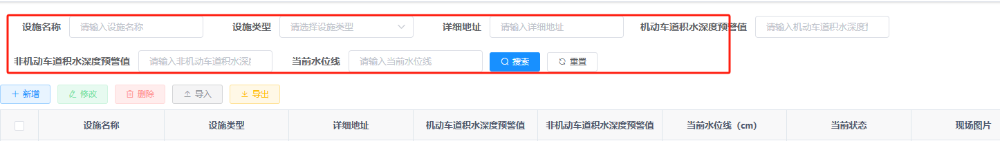 设施名称 请输入设施名称 设施类型 请选择设施类型 详细地址 请输入详细地址 机动车道积水深度预警值 请输入机动车道积水深度
非机动车道积水深度预警值 请输入非机动车道积水深 当前水位线 请输入当前水位线 搜索 重置
新增 修改 删除 导入 导出
设施名称 设施类型 详细地址 机动车道积水深度预警值 非机动车道积水深度预警值 当前水位线（cm） 当前状态 现场图片